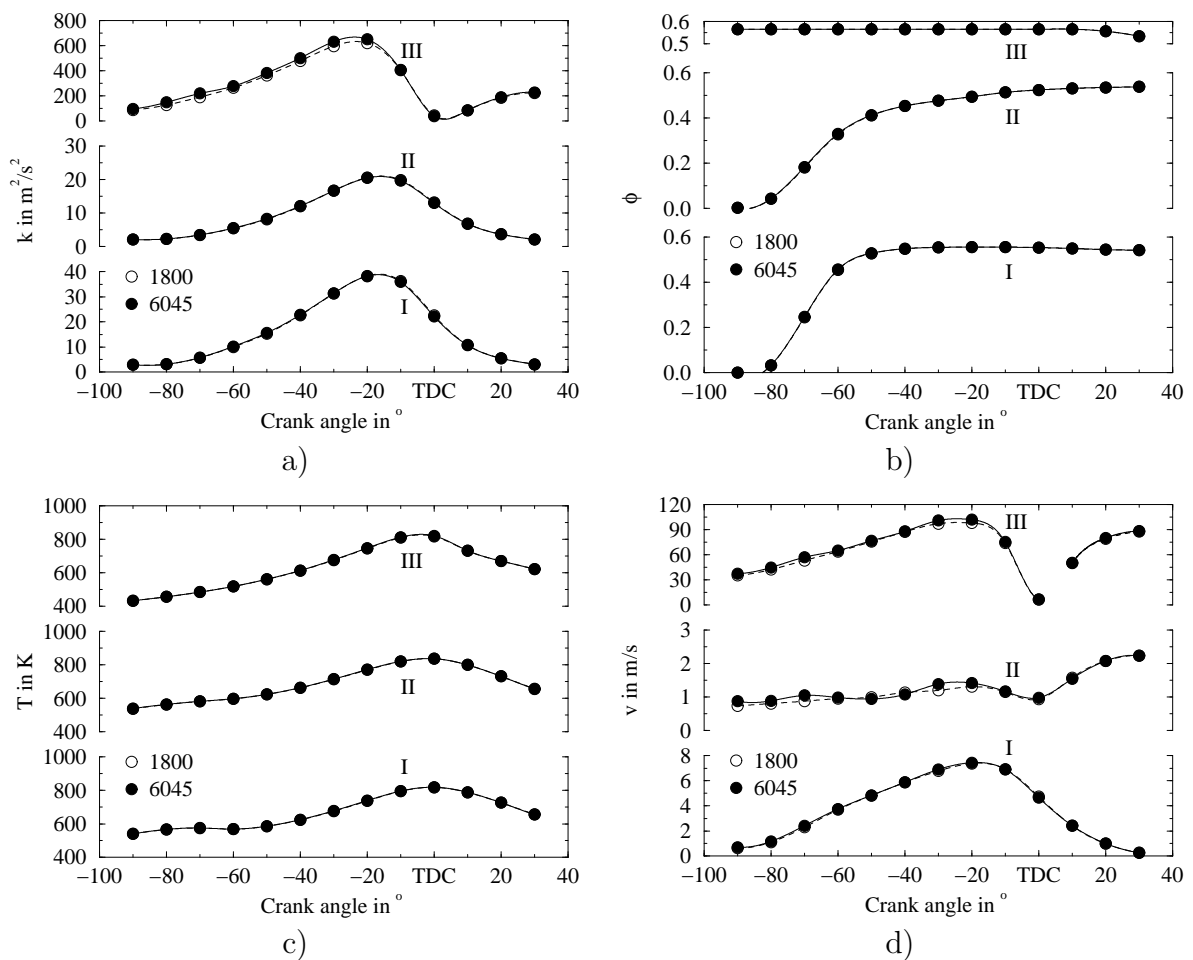 800
600
400
200
0
III
k in m²/s²
30
20
10
0
II
40
30
20
10
0
1800
6045
I
−100 −80 −60 −40 −20 TDC 20 40
Crank angle in °
a)
0.6
0.5
III
ϕ
0.6
0.4
0.2
0.0
II
0.6
0.4
0.2
0.0
1800
6045
I
−100 −80 −60 −40 −20 TDC 20 40
Crank angle in °
b)
1000
800
600
400
III
T in K
1000
800
600
400
II
1000
800
600
400
1800
6045
I
−100 −80 −60 −40 −20 TDC 20 40
Crank angle in °
c)
120
90
60
30
0
III
v in m/s
3
2
1
0
II
8
6
4
2
0
1800
6045
I
−100 −80 −60 −40 −20 TDC 20 40
Crank angle in °
d)